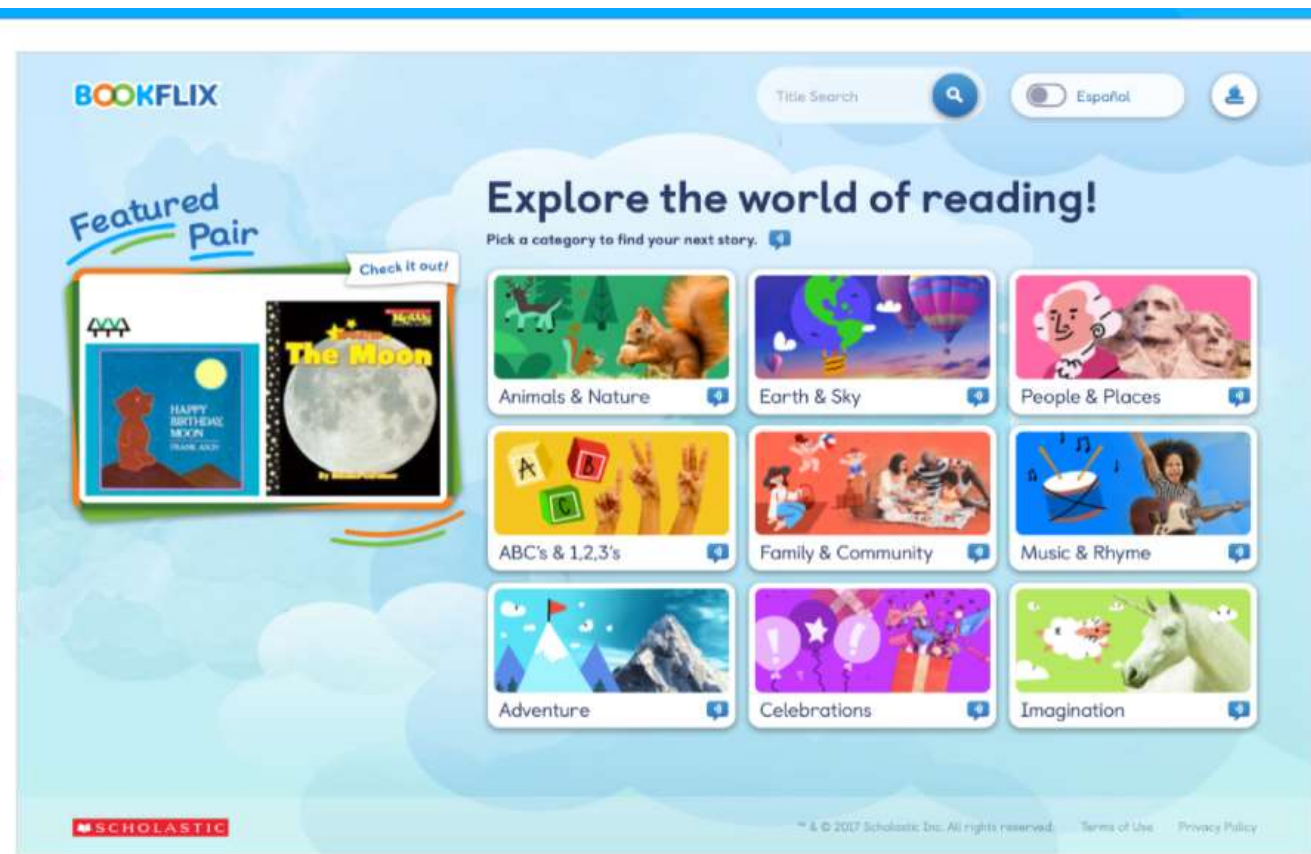 BOOKFLIX
Title Search
Español
Featured
Pair
Check it out!
The Moon
HAPPY
BIRTHDAY,
MOON
FRANK ASCH
Explore the world of reading!
Pick a category to find your next story.
Animals & Nature
Earth & Sky
People & Places
A
B
C
ABC's & 1,2,3's
Family & Community
Music & Rhyme
Adventure
Celebrations
Imagination
SCHOLASTIC
™ & © 2017 Scholastic Inc. All rights reserved.
Terms of Use
Privacy Policy